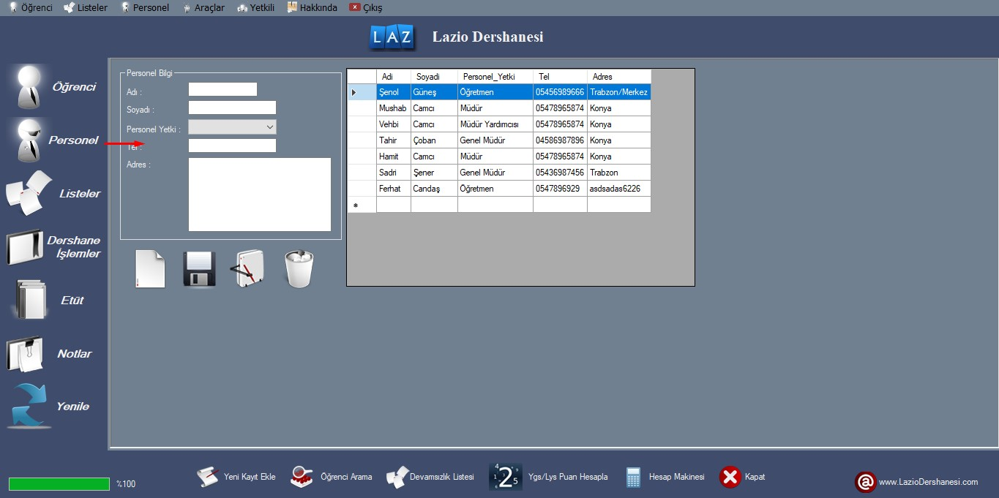 Öğrenci Listeler Personel Araçlar Yetkili Hakkında Çıkış
LAZ Lazio Dershanesi
Öğrenci
Personel
Listeler
Dershane
İşlemler
Etüt
Notlar
Yenile
Personel Bilgi
Adı :
Soyadı :
Personel Yetki :
Tel :
Adres :
Adi Soyadi Personel_Yetki Tel Adres
Şenol Güneş Öğretmen 05456989666 Trabzon/Merkez
Mushab Camcı Müdür 05478965874 Konya
Vehbi Camcı Müdür Yardımcısı 05478965874 Konya
Tahir Çoban Genel Müdür 04586987896 Konya
Hamit Camcı Müdür 05478965874 Konya
Sadri Şener Genel Müdür 05436987456 Trabzon
Ferhat Candaş Öğretmen 0547896929 asdsadas6226
%100
Yeni Kayıt Ekle
Öğrenci Arama
Devamsızlık Listesi
4 1 2 5
Ygs/Lys Puan Hesapla
Hesap Makinesi
Kapat
@ www.LazioDershanesi.com